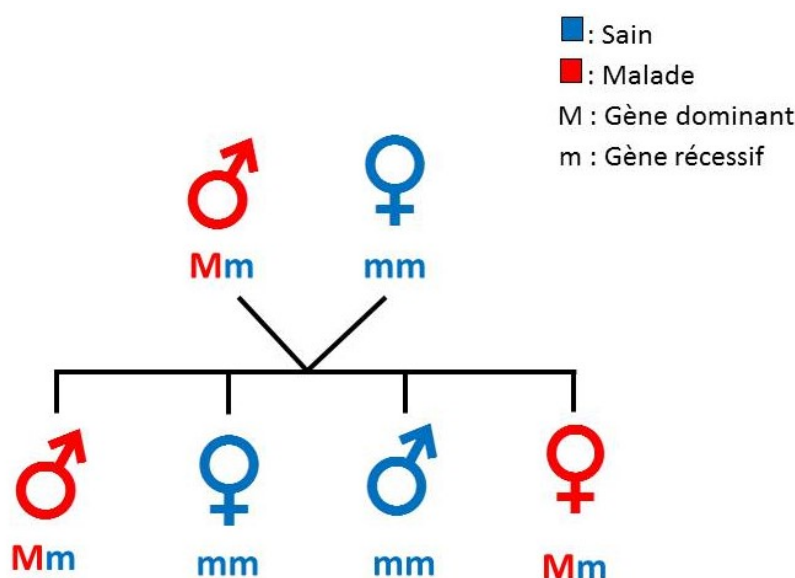 : Sain
: Malade
M : Gène dominant
m : Gène récessif
Mm mm
Mm mm mm Mm